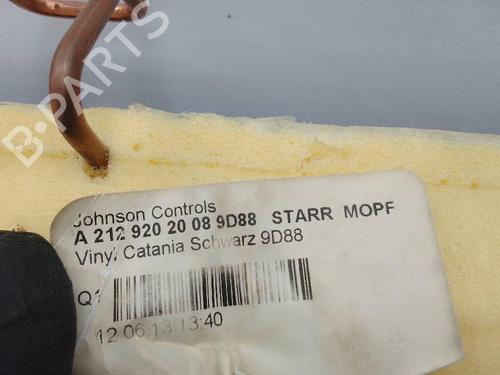 B-PARTS
Johnson Controls
A 212 920 20 08 9D88 STARR MOPF
Vinyl Catania Schwarz 9D88
Q1
12.06.13 13:40